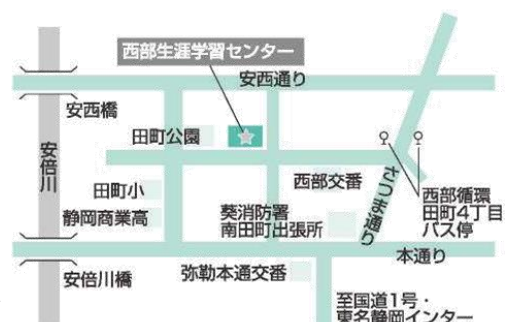 西部生涯学習センター
安西通り
安西橋
田町公園
安倍川
西部交番
さつま通り
西部循環
田町4丁目
バス停
田町小
静岡商業高
葵消防署
南田町出張所
本通り
安倍川橋
弥勒本通交番
至国道1号・
東名静岡インター